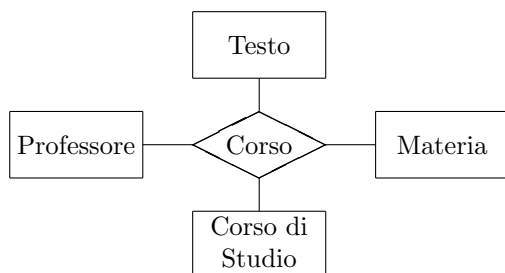 Testo
Professore
Corso
Materia
Corso di
Studio